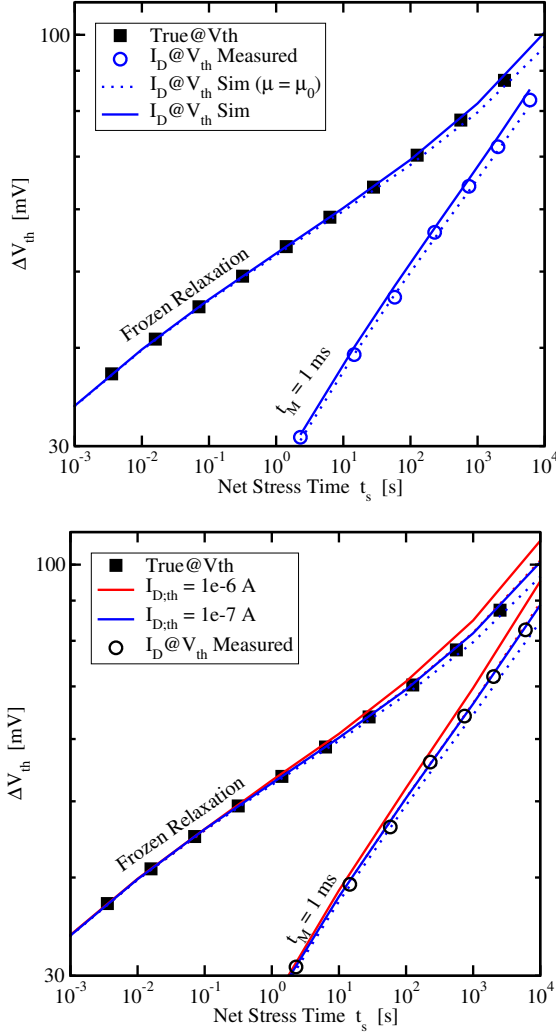 100
True@Vth
I_D@V_th Measured
I_D@V_th Sim (μ = μ_0)
I_D@V_th Sim
ΔV_th [mV]
Frozen Relaxation
t_M = 1 ms
30
10^-3 10^-2 10^-1 10^0 10^1 10^2 10^3 10^4
Net Stress Time t_s [s]
100
True@Vth
I_D;th = 1e-6 A
I_D;th = 1e-7 A
I_D@V_th Measured
ΔV_th [mV]
Frozen Relaxation
t_M = 1 ms
30
10^-3 10^-2 10^-1 10^0 10^1 10^2 10^3 10^4
Net Stress Time t_s [s]